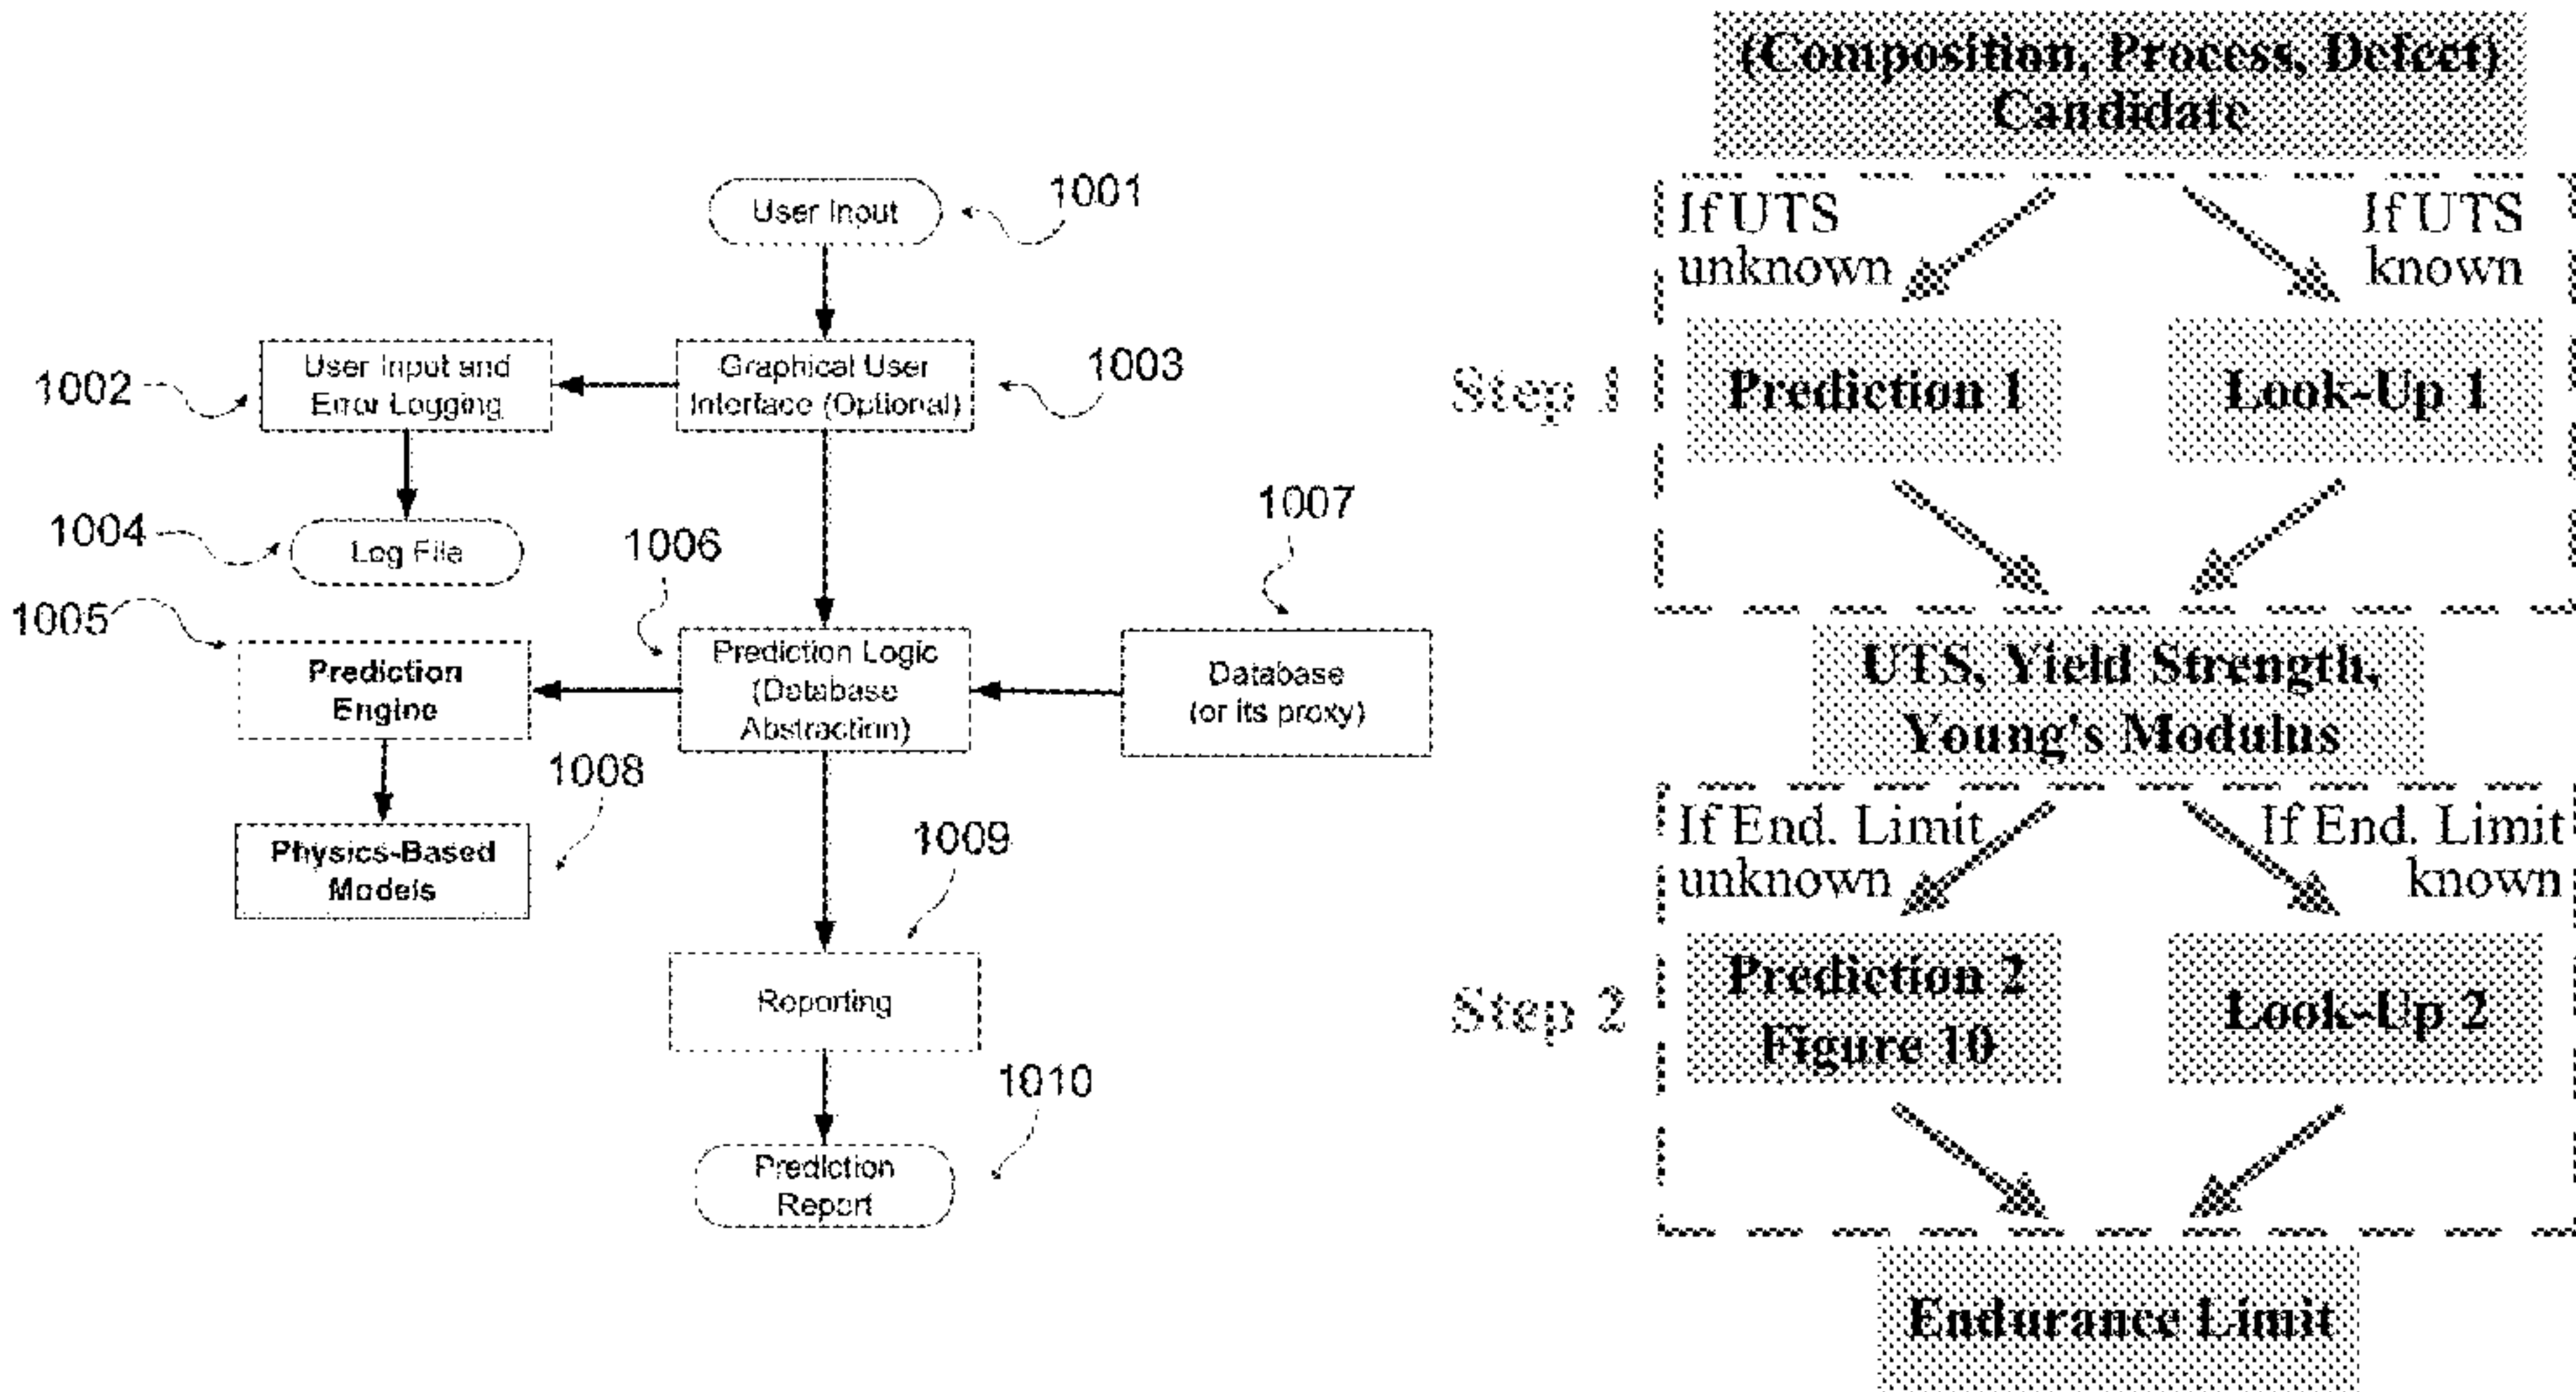 1001
User Input
1002
User Input and
Error Logging
Graphical User
Interface (Optional)
1003
1004
Log File
1006
1007
1005
Prediction
Engine
Prediction Logic
(Database
Abstraction)
Database
(or its proxy)
1008
Physics-Based
Models
1009
Reporting
1010
Prediction
Report
(Composition, Process, Defect)
Candidate
If UTS
unknown
If UTS
known
Step 1
Prediction 1
Look-Up 1
UTS, Yield Strength,
Young's Modulus
If End. Limit
unknown
If End. Limit
known
Step 2
Prediction 2
Figure 10
Look-Up 2
Endurance Limit